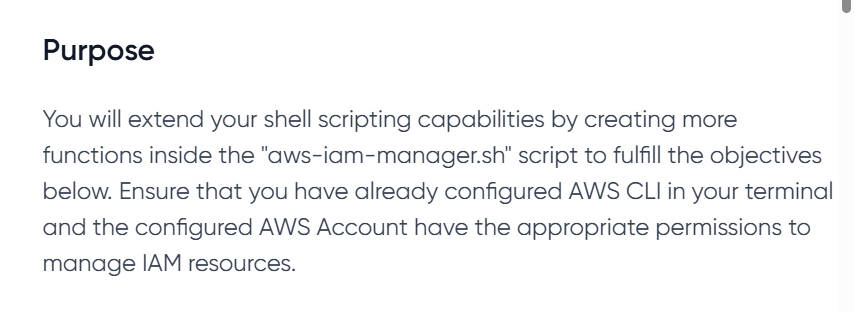 Purpose
You will extend your shell scripting capabilities by creating more
functions inside the "aws-iam-manager.sh" script to fulfill the objectives
below. Ensure that you have already configured AWS CLI in your terminal
and the configured AWS Account have the appropriate permissions to
manage IAM resources.